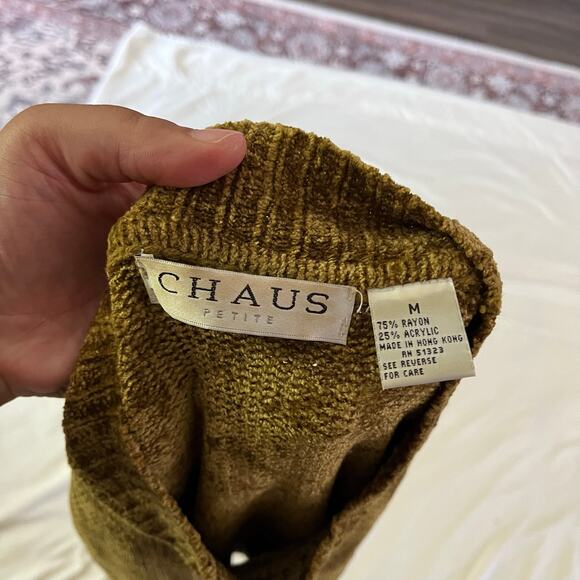 CHAUS
PETITE
M
75% RAYON
25% ACRYLIC
MADE IN HONG KONG
RN 51323
SEE REVERSE
FOR CARE